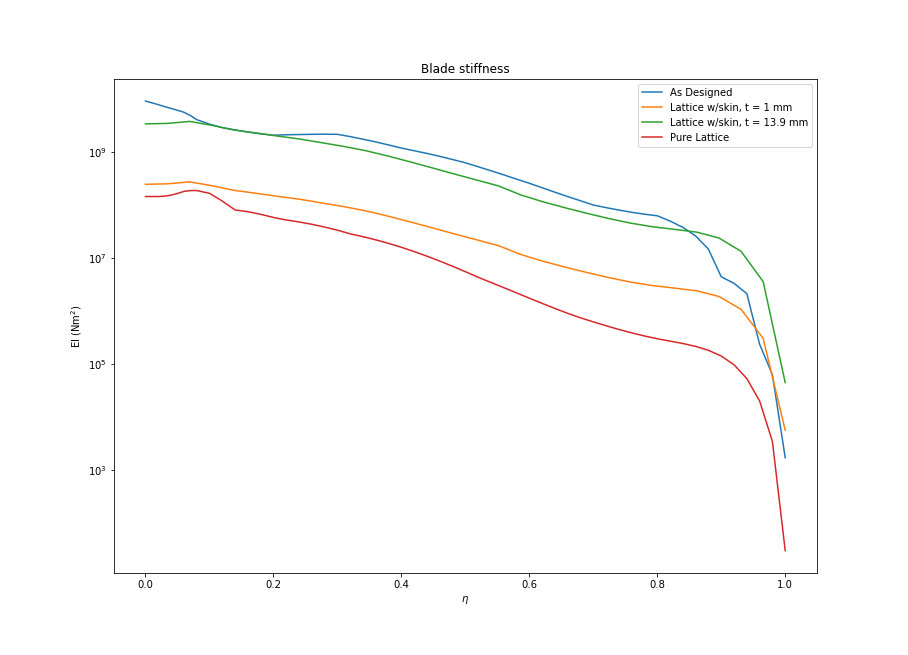 Blade stiffness
As Designed
Lattice w/skin, t = 1 mm
Lattice w/skin, t = 13.9 mm
Pure Lattice
EI (Nm²)
10⁹
10⁷
10⁵
10³
0.0 0.2 0.4 0.6 0.8 1.0
η